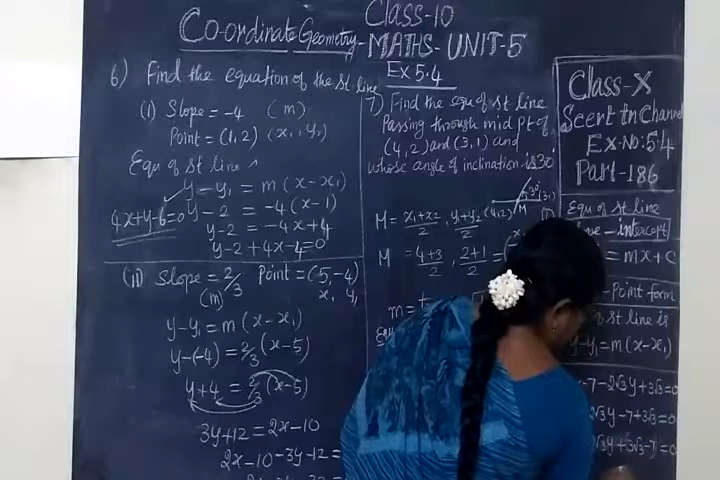 Class-10
Co-ordinate Geometry - MATHS-UNIT-5
Ex 5.4
6) Find the equation of the st line
(i) Slope = -4 (m)
Point = (1, 2) (x₁, y₁)
Equ of st line
y - y₁ = m(x - x₁)
4x+y-6=0 y-2 = -4(x-1)
y-2 = -4x+4
y-2+4x-4=0
(ii) Slope = 2/3 Point = (5, -4)
(m) x₁ y₁
y-y₁ = m(x-x₁)
y-(-4) = 2/3 (x-5)
y+4 = 2/3 (x-5)
3y+12 = 2x-10
2x-10-3y-12 =
7) Find the equ of st line
Passing through mid pt of
(4,2) and (3,1) and
whose angle of inclination is 30°
30° (3,1)
(4,2) M
M = x₁+x₂/2, y₁+y₂/2
M = 4+3/2, 2+1/2 =
m =
Class-X
Scert tn Channel
Ex.No:5.4
Part-186
Equ of st line
intercept
= mx+c
-Point form
st line is
y-y₁=m(x-x₁)
-7-2√3y+3√3=0
√3y-7+3√3=0
√3y+(3√3-7)=0